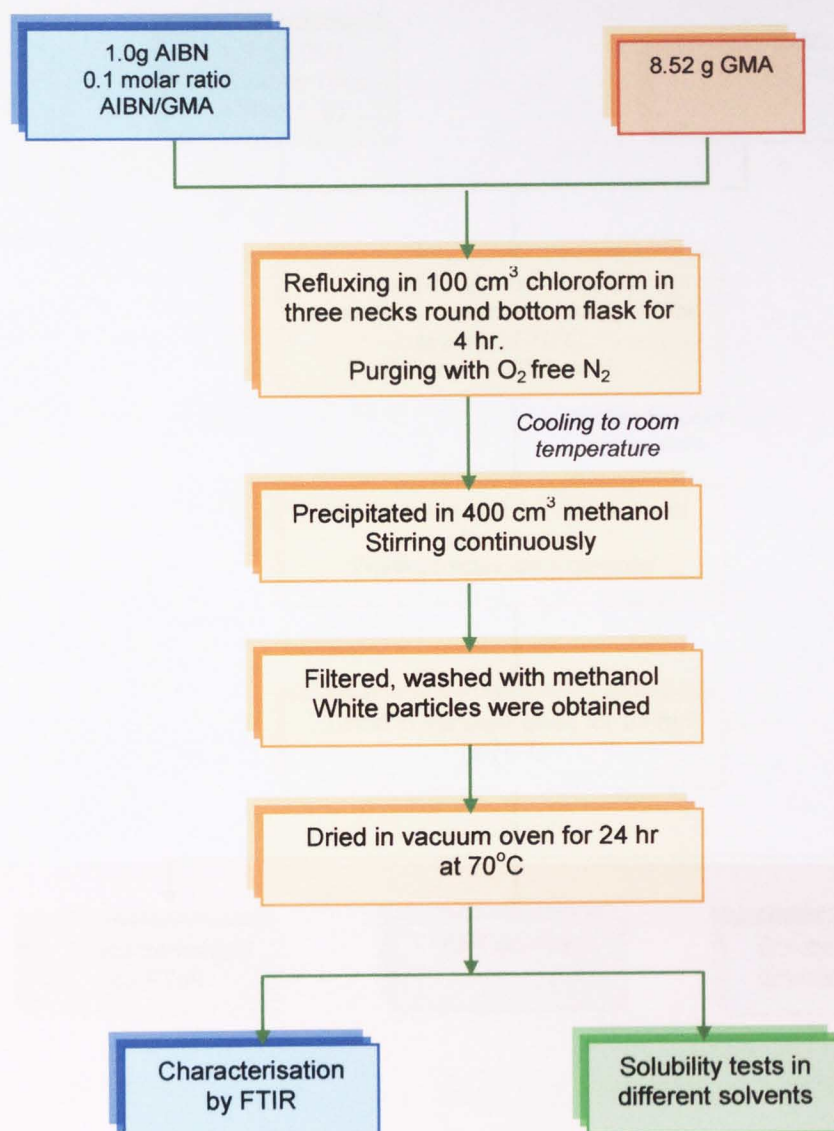 1.0g AIBN
0.1 molar ratio
AIBN/GMA
8.52 g GMA
Refluxing in 100 cm³ chloroform in
three necks round bottom flask for
4 hr.
Purging with O₂ free N₂
Cooling to room
temperature
Precipitated in 400 cm³ methanol
Stirring continuously
Filtered, washed with methanol
White particles were obtained
Dried in vacuum oven for 24 hr
at 70°C
Characterisation
by FTIR
Solubility tests in
different solvents